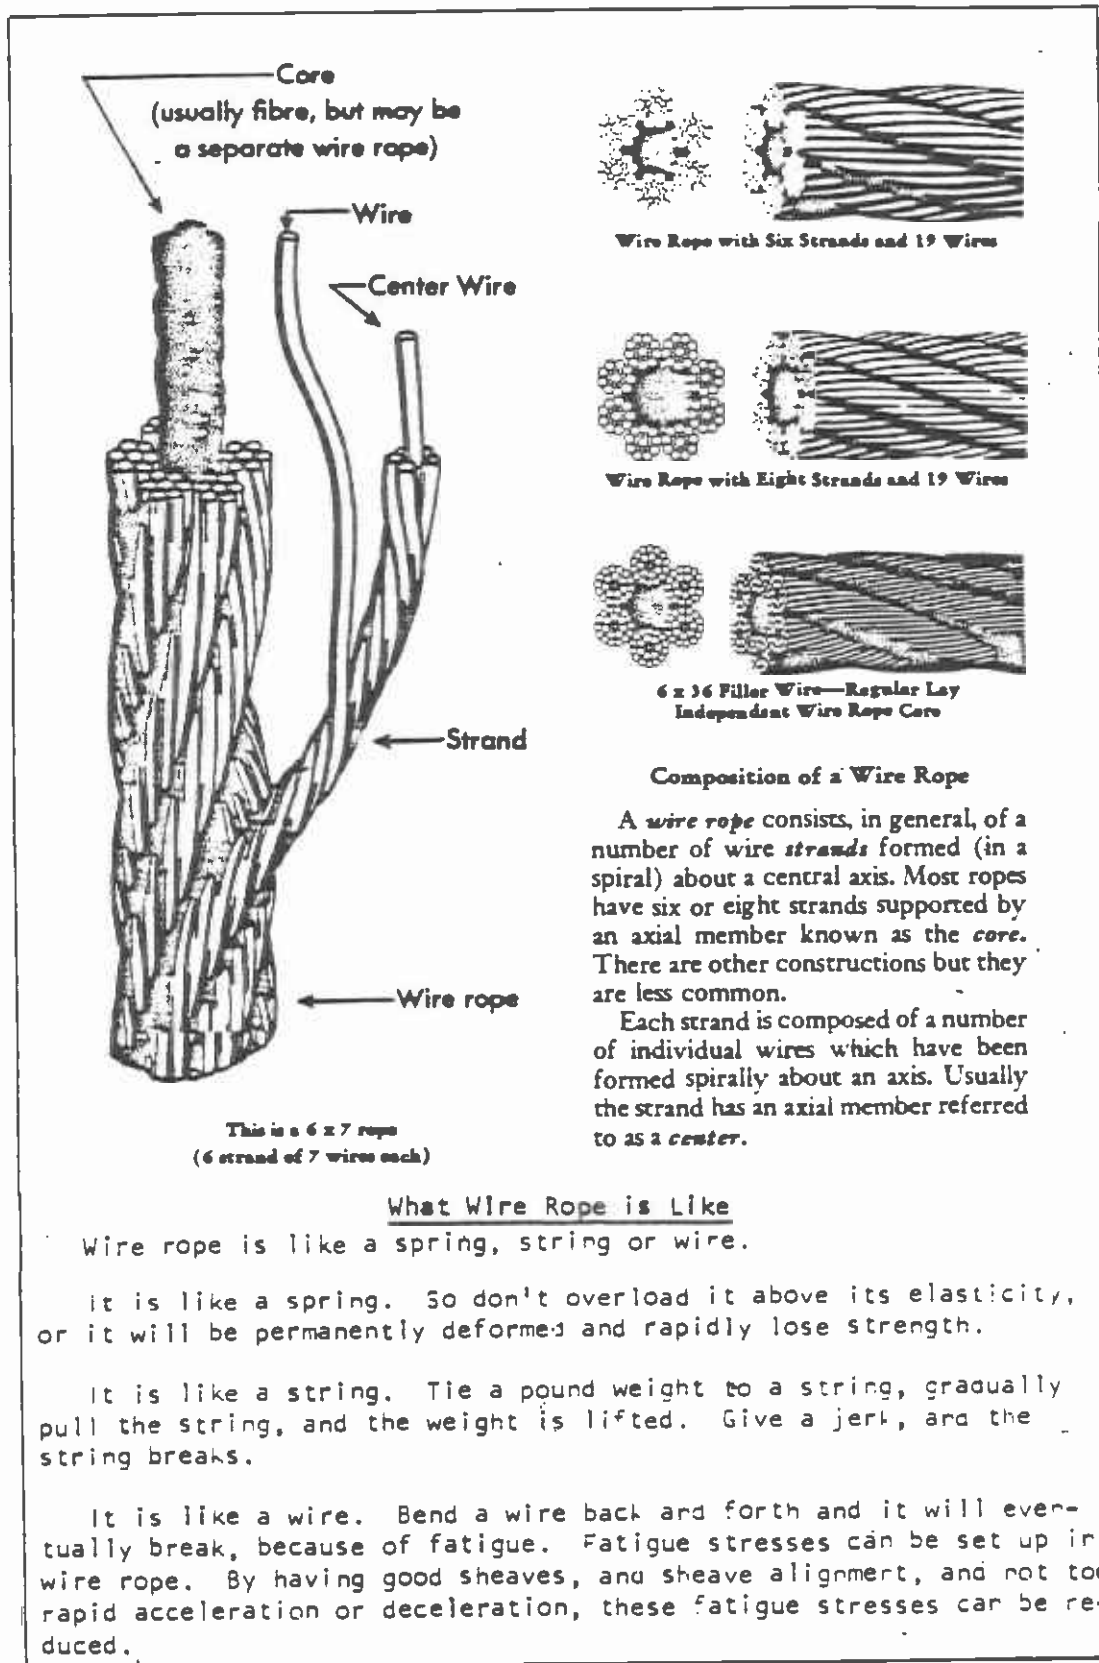 Core
(usually fibre, but may be
a separate wire rope)
Wire
Center Wire
Strand
Wire rope
This is a 6 x 7 rope
(6 strand of 7 wires each)
Wire Rope with Six Strands and 19 Wires
Wire Rope with Eight Strands and 19 Wires
6 x 36 Filler Wire—Regular Lay
Independent Wire Rope Core
Composition of a Wire Rope
A wire rope consists, in general, of a
number of wire strands formed (in a
spiral) about a central axis. Most ropes
have six or eight strands supported by
an axial member known as the core.
There are other constructions but they
are less common.
Each strand is composed of a number
of individual wires which have been
formed spirally about an axis. Usually
the strand has an axial member referred
to as a center.
What Wire Rope is Like
Wire rope is like a spring, string or wire.
It is like a spring. So don't overload it above its elasticity,
or it will be permanently deformed and rapidly lose strength.
It is like a string. Tie a pound weight to a string, gradually
pull the string, and the weight is lifted. Give a jerk, and the
string breaks.
It is like a wire. Bend a wire back and forth and it will even-
tually break, because of fatigue. Fatigue stresses can be set up in
wire rope. By having good sheaves, and sheave alignment, and not too
rapid acceleration or deceleration, these fatigue stresses can be re-
duced.